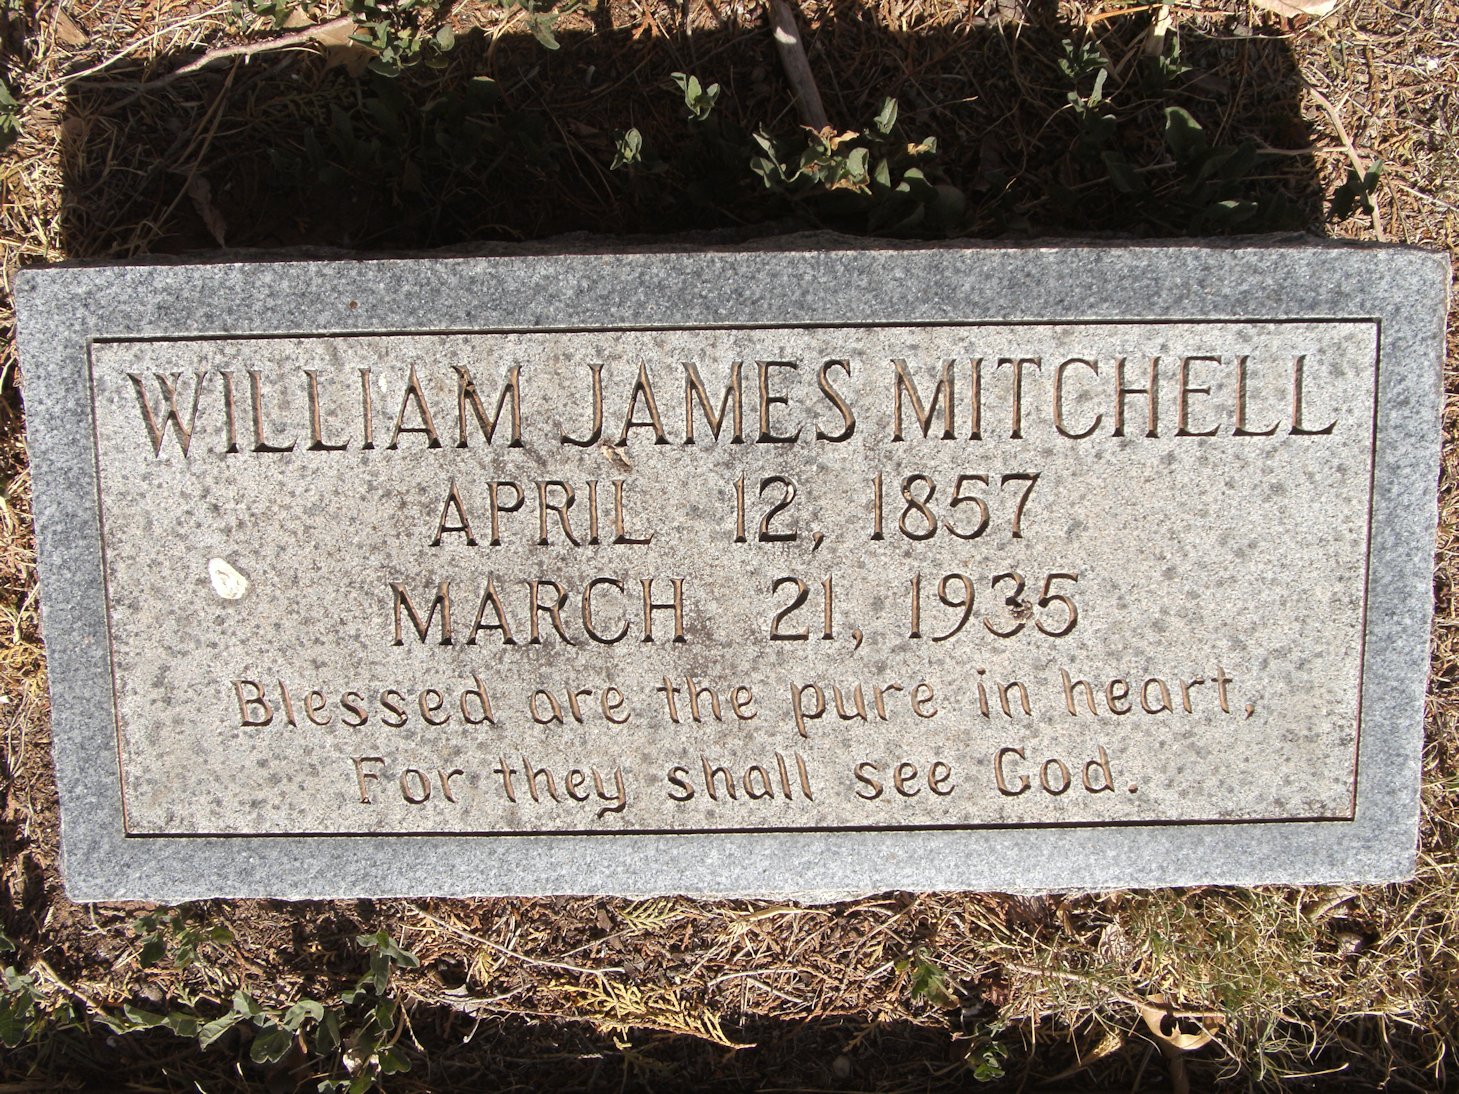 WILLIAM JAMES MITCHELL
APRIL 12, 1857
MARCH 21, 1935
Blessed are the pure in heart,
For they shall see God.